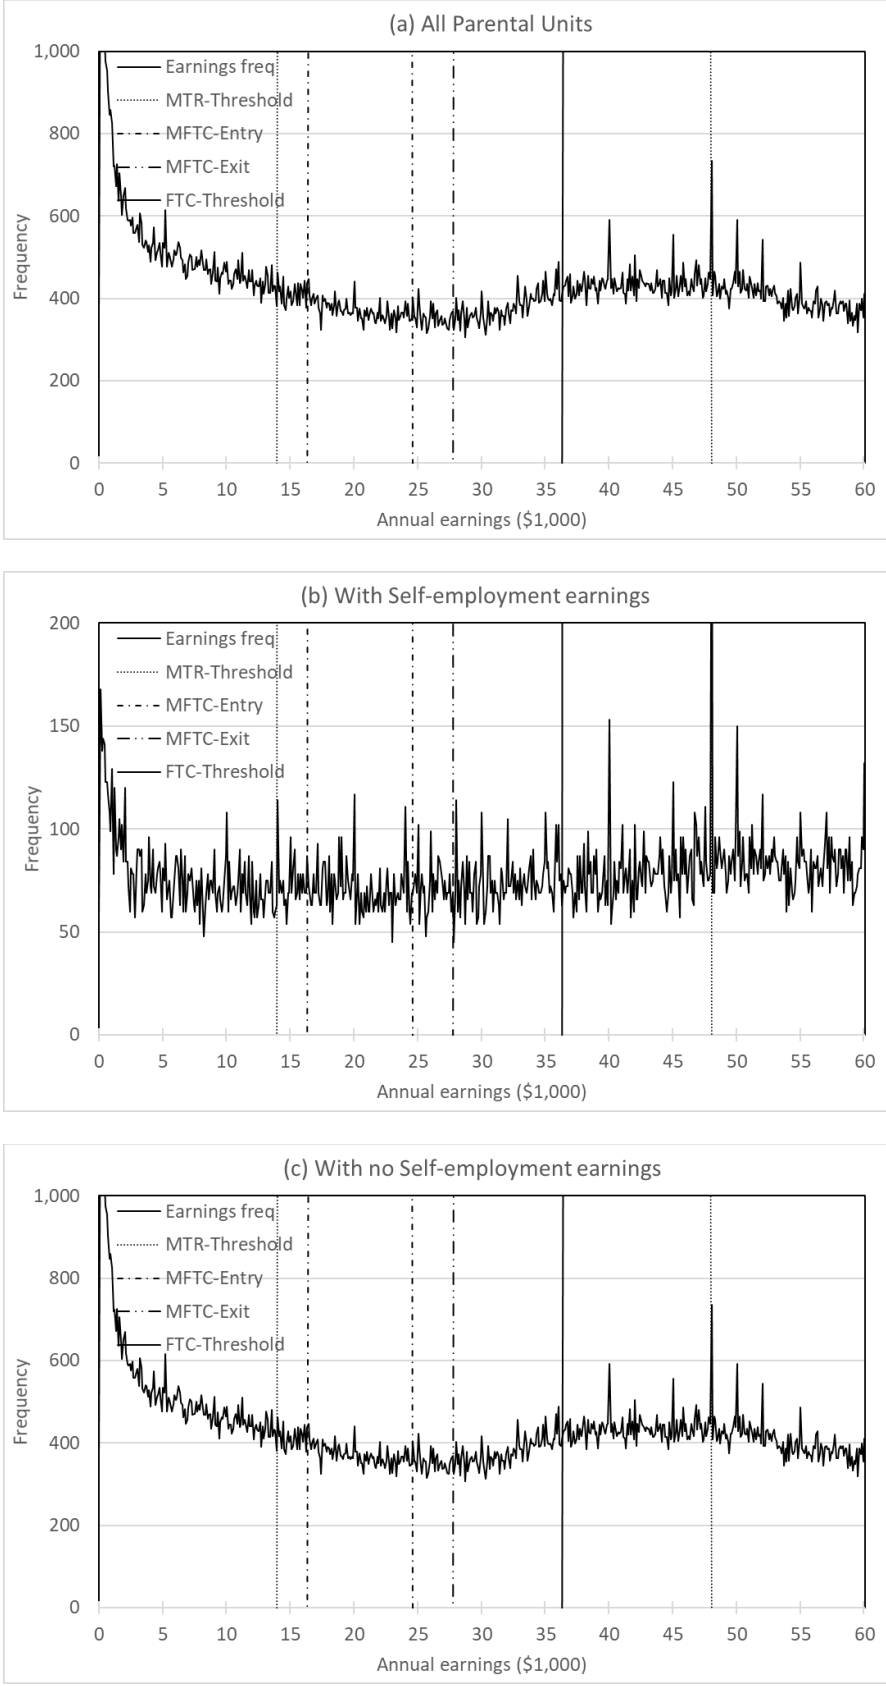 (a) All Parental Units
1,000
Earnings freq
MTR-Threshold
800
MFTC-Entry
MFTC-Exit
600
FTC-Threshold
Frequency
400
200
0
0 5 10 15 20 25 30 35 40 45 50 55 60
Annual earnings ($1,000)
(b) With Self-employment earnings
200
Earnings freq
MTR-Threshold
150
MFTC-Entry
MFTC-Exit
FTC-Threshold
Frequency
100
50
0
0 5 10 15 20 25 30 35 40 45 50 55 60
Annual earnings ($1,000)
(c) With no Self-employment earnings
1,000
Earnings freq
MTR-Threshold
800
MFTC-Entry
MFTC-Exit
600
FTC-Threshold
Frequency
400
200
0
0 5 10 15 20 25 30 35 40 45 50 55 60
Annual earnings ($1,000)